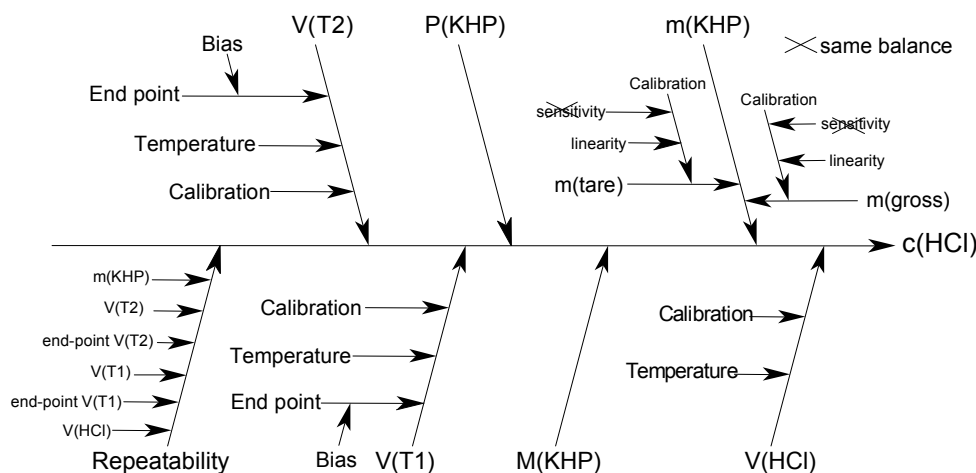 V(T2)
P(KHP)
m(KHP)
same balance
Bias
End point
Temperature
Calibration
Calibration
sensitivity
linearity
m(tare)
Calibration
sensitivity
linearity
m(gross)
c(HCl)
m(KHP)
V(T2)
end-point V(T2)
V(T1)
end-point V(T1)
V(HCl)
Repeatability
Calibration
Temperature
End point
Bias
V(T1)
M(KHP)
Calibration
Temperature
V(HCl)